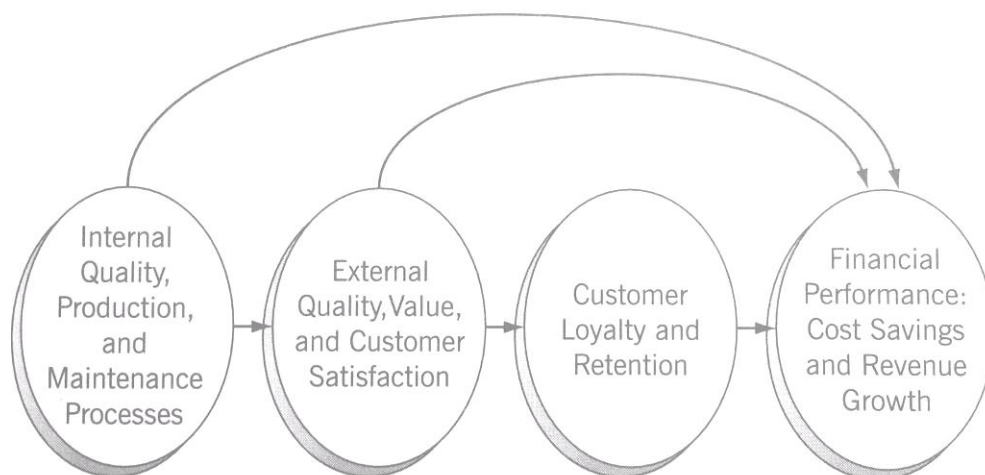 Internal
Quality,
Production,
and
Maintenance
Processes
External
Quality, Value,
and Customer
Satisfaction
Customer
Loyalty and
Retention
Financial
Performance:
Cost Savings
and Revenue
Growth